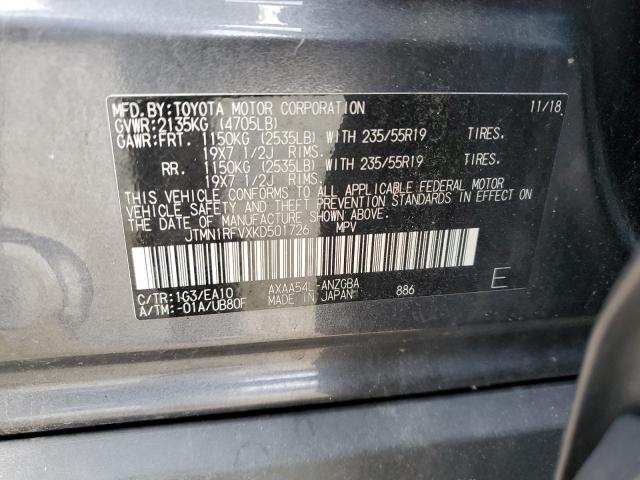 MFD.BY:TOYOTA MOTOR CORPORATION 11/18
GVWR:2135KG (4705LB)
GAWR:FRT. 1150KG (2535LB) WITH 235/55R19 TIRES.
19X7 1/2J RIMS.
RR. 1150KG (2535LB) WITH 235/55R19 TIRES.
19X7 1/2J RIMS.
THIS VEHICLE CONFORMS TO ALL APPLICABLE FEDERAL MOTOR
VEHICLE SAFETY AND THEFT PREVENTION STANDARDS IN EFFECT ON
THE DATE OF MANUFACTURE SHOWN ABOVE.
JTMN1RFVXKD501726 MPV
C/TR:1G3/EA10 AXAA54L-ANZGBA 886 E
A/TM:-01A/UB80F MADE IN JAPAN